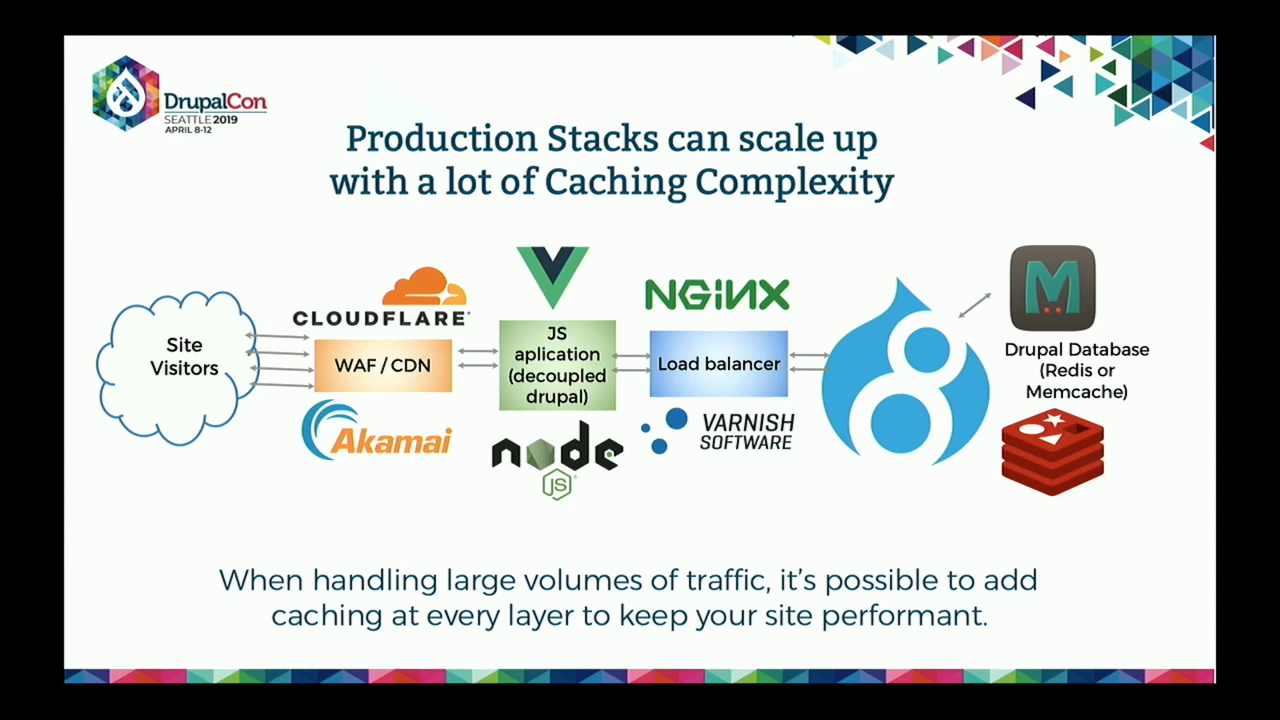 DrupalCon
SEATTLE 2019
APRIL 8-12
Production Stacks can scale up
with a lot of Caching Complexity
Site
Visitors
CLOUDFLARE
WAF / CDN
Akamai
JS
aplication
(decoupled
drupal)
node
JS
NGINX
Load balancer
VARNISH
SOFTWARE
8
M
Drupal Database
(Redis or
Memcache)
When handling large volumes of traffic, it's possible to add
caching at every layer to keep your site performant.